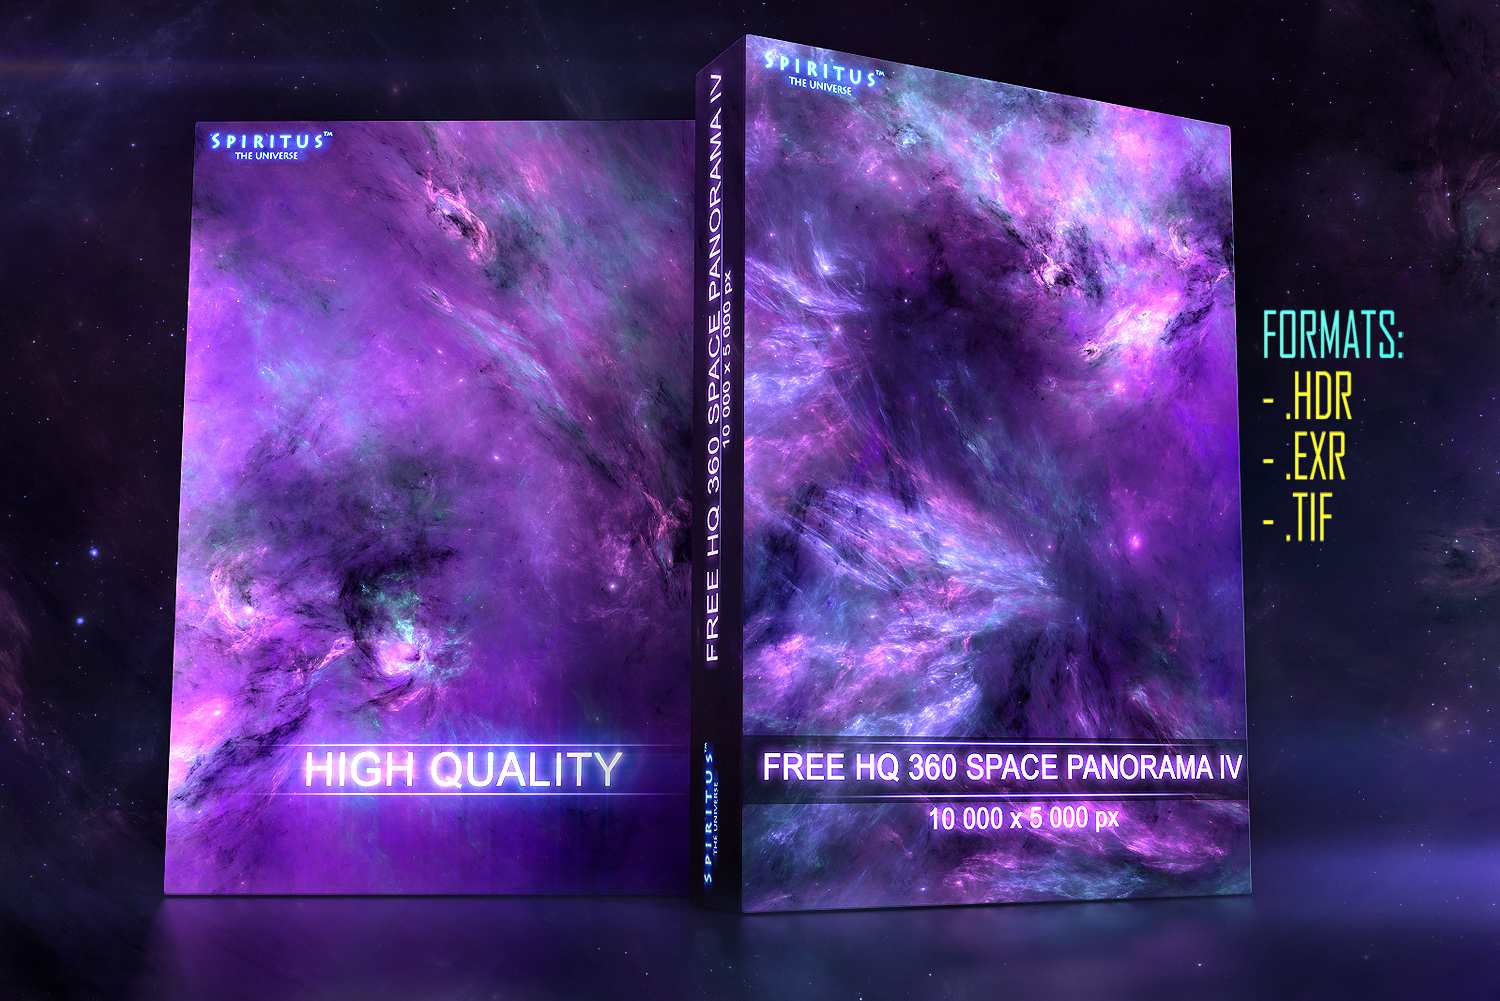 SPIRITUS™
THE UNIVERSE
HIGH QUALITY
FREE HQ 360 SPACE PANORAMA IV
10 000 x 5 000 px
SPIRITUS™
THE UNIVERSE
SPIRITUS™
THE UNIVERSE
FREE HQ 360 SPACE PANORAMA IV
10 000 x 5 000 px
FORMATS:
- .HDR
- .EXR
- .TIF